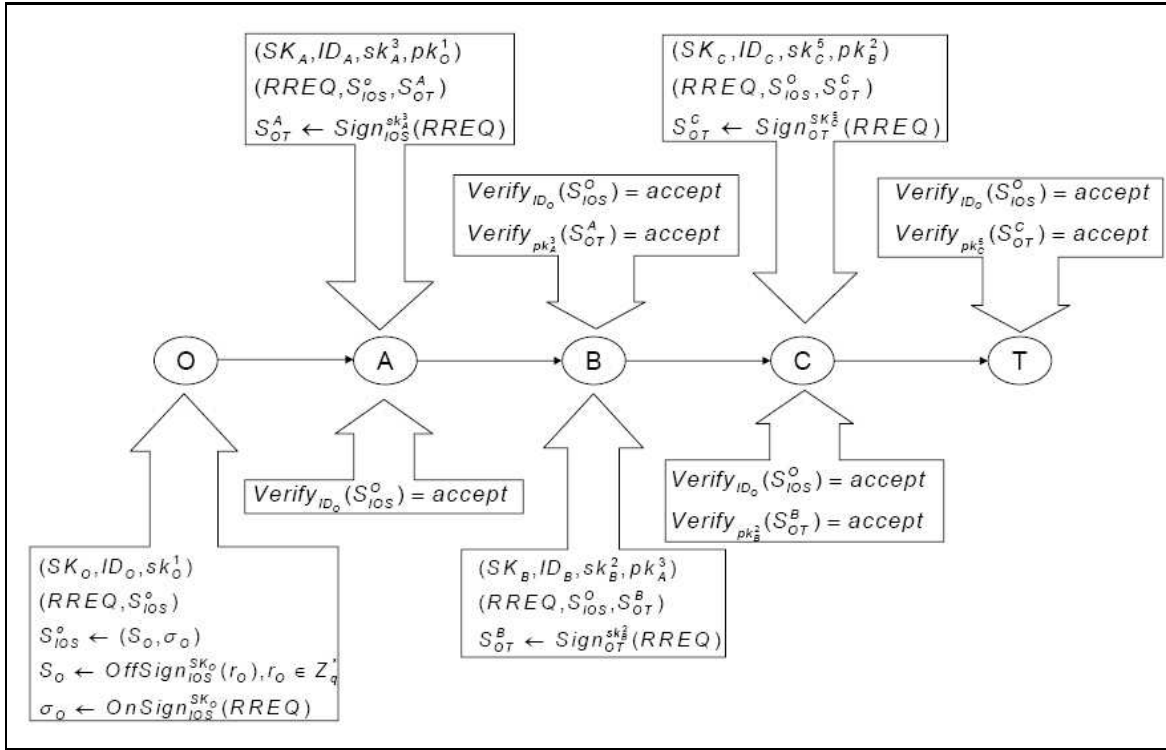 (SK_A, ID_A, sk_A^3, pk_O^1)
(RREQ, S_IOS^o, S_OT^A)
S_OT^A ← Sign_IOS^{sk_A^3}(RREQ)
(SK_C, ID_C, sk_C^5, pk_B^2)
(RREQ, S_IOS^O, S_OT^C)
S_OT^C ← Sign_OT^{SK_C^5}(RREQ)
Verify_{ID_O}(S_IOS^O) = accept
Verify_{pk_A^3}(S_OT^A) = accept
Verify_{ID_O}(S_IOS^O) = accept
Verify_{pk_C^5}(S_OT^C) = accept
O
A
B
C
T
Verify_{ID_O}(S_IOS^O) = accept
Verify_{ID_O}(S_IOS^O) = accept
Verify_{pk_B^2}(S_OT^B) = accept
(SK_O, ID_O, sk_O^1)
(RREQ, S_IOS^o)
S_IOS^o ← (S_O, σ_O)
S_O ← OffSign_IOS^{SK_O}(r_O), r_O ∈ Z_q^*
σ_O ← OnSign_IOS^{SK_O}(RREQ)
(SK_B, ID_B, sk_B^2, pk_A^3)
(RREQ, S_IOS^O, S_OT^B)
S_OT^B ← Sign_OT^{sk_B^2}(RREQ)